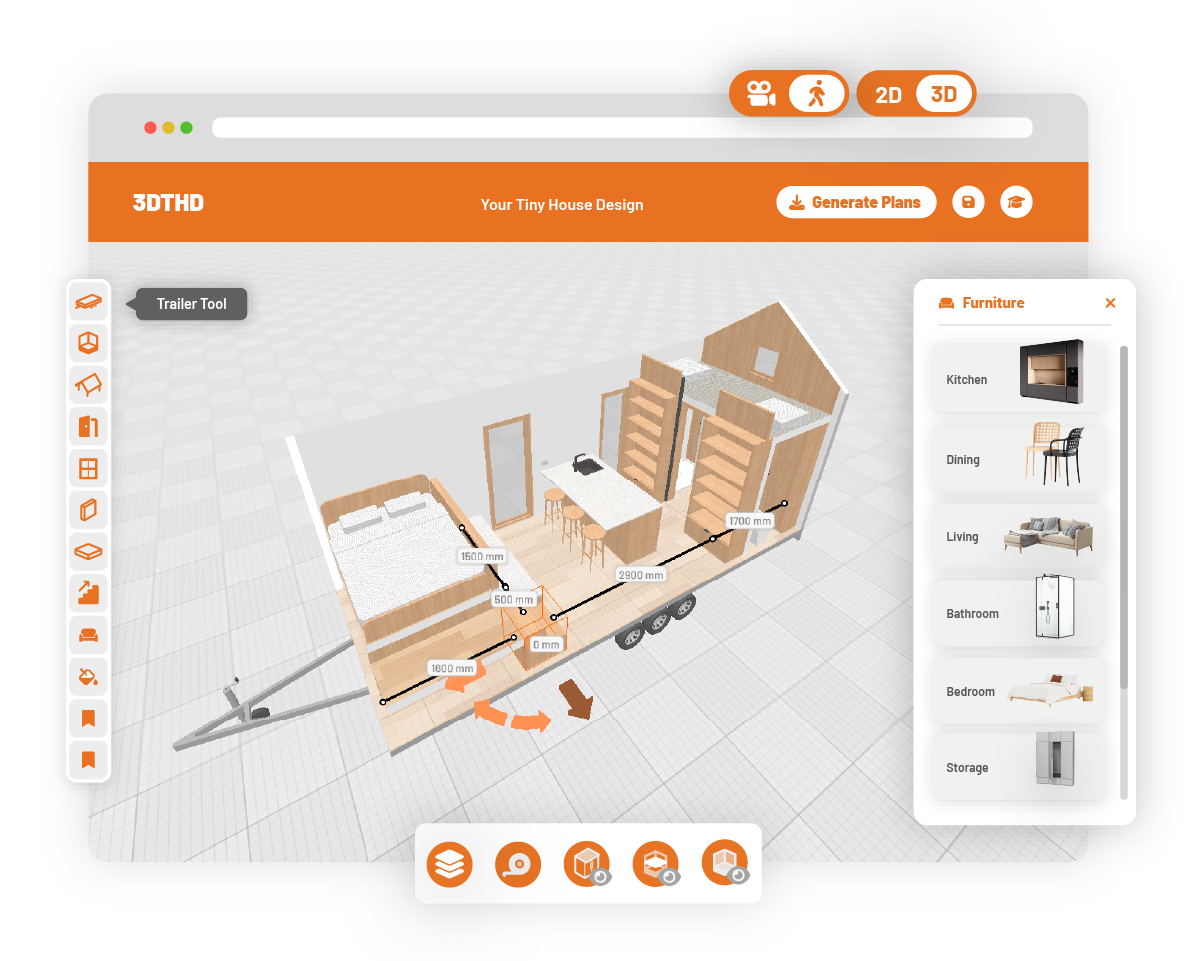 2D
3D
3DTHD
Your Tiny House Design
Generate Plans
Trailer Tool
Furniture
Kitchen
Dining
Living
Bathroom
Bedroom
Storage
1700 mm
1500 mm
2900 mm
500 mm
0 mm
1600 mm